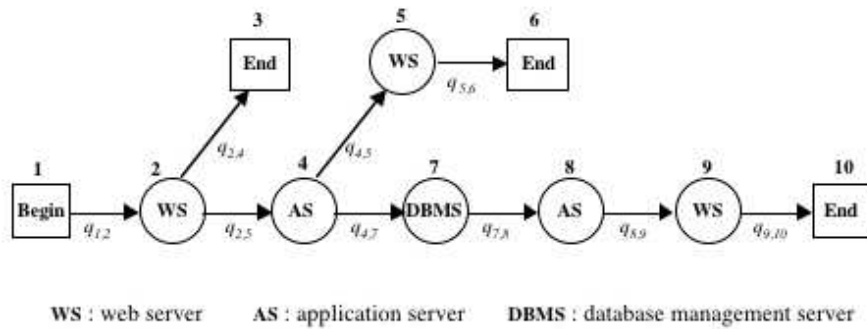 3
5
6
End
WS
End
q5,6
q2,4
q4,5
1
2
4
7
8
9
10
Begin
WS
AS
DBMS
AS
WS
End
q1,2
q2,5
q4,7
q7,8
q8,9
q9,10
WS : web server AS : application server DBMS : database management server